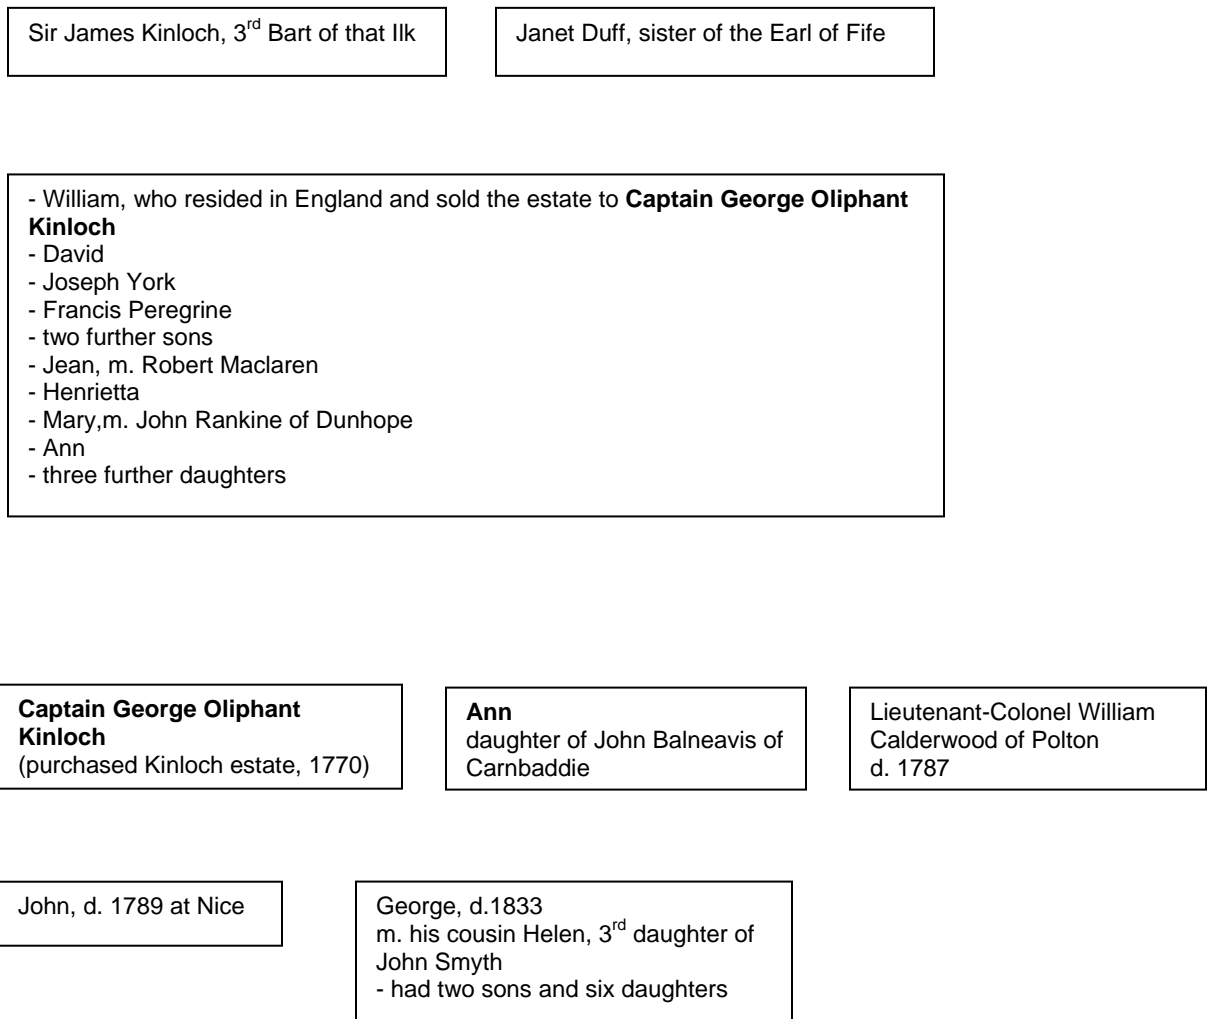 Sir James Kinloch, 3rd Bart of that Ilk
Janet Duff, sister of the Earl of Fife
- William, who resided in England and sold the estate to Captain George Oliphant
Kinloch
- David
- Joseph York
- Francis Peregrine
- two further sons
- Jean, m. Robert Maclaren
- Henrietta
- Mary,m. John Rankine of Dunhope
- Ann
- three further daughters
Captain George Oliphant
Kinloch
(purchased Kinloch estate, 1770)
Ann
daughter of John Balneavis of
Carnbaddie
Lieutenant-Colonel William
Calderwood of Polton
d. 1787
John, d. 1789 at Nice
George, d.1833
m. his cousin Helen, 3rd daughter of
John Smyth
- had two sons and six daughters